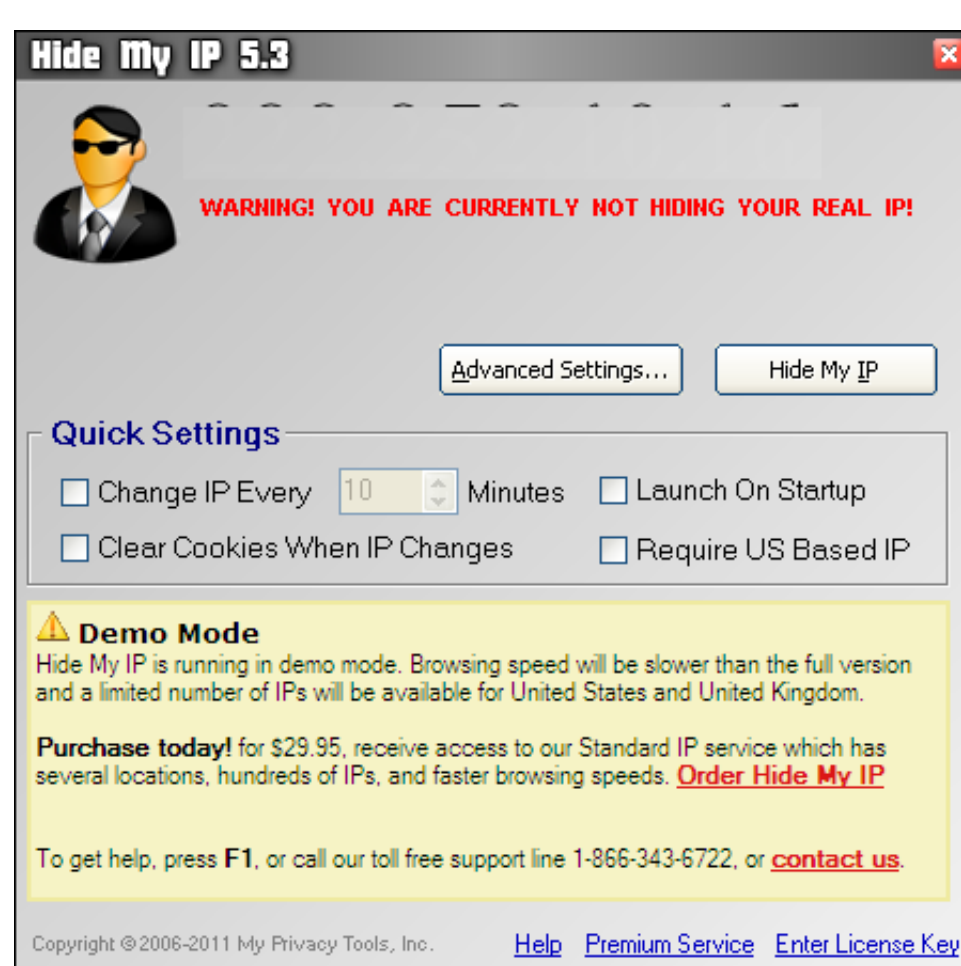 Hide My IP 5.3
WARNING! YOU ARE CURRENTLY NOT HIDING YOUR REAL IP!
Advanced Settings... Hide My IP
Quick Settings
Change IP Every 10 Minutes Launch On Startup
Clear Cookies When IP Changes Require US Based IP
Demo Mode
Hide My IP is running in demo mode. Browsing speed will be slower than the full version
and a limited number of IPs will be available for United States and United Kingdom.
Purchase today! for $29.95, receive access to our Standard IP service which has
several locations, hundreds of IPs, and faster browsing speeds. Order Hide My IP
To get help, press F1, or call our toll free support line 1-866-343-6722, or contact us.
Copyright ©2006-2011 My Privacy Tools, Inc. Help Premium Service Enter License Key